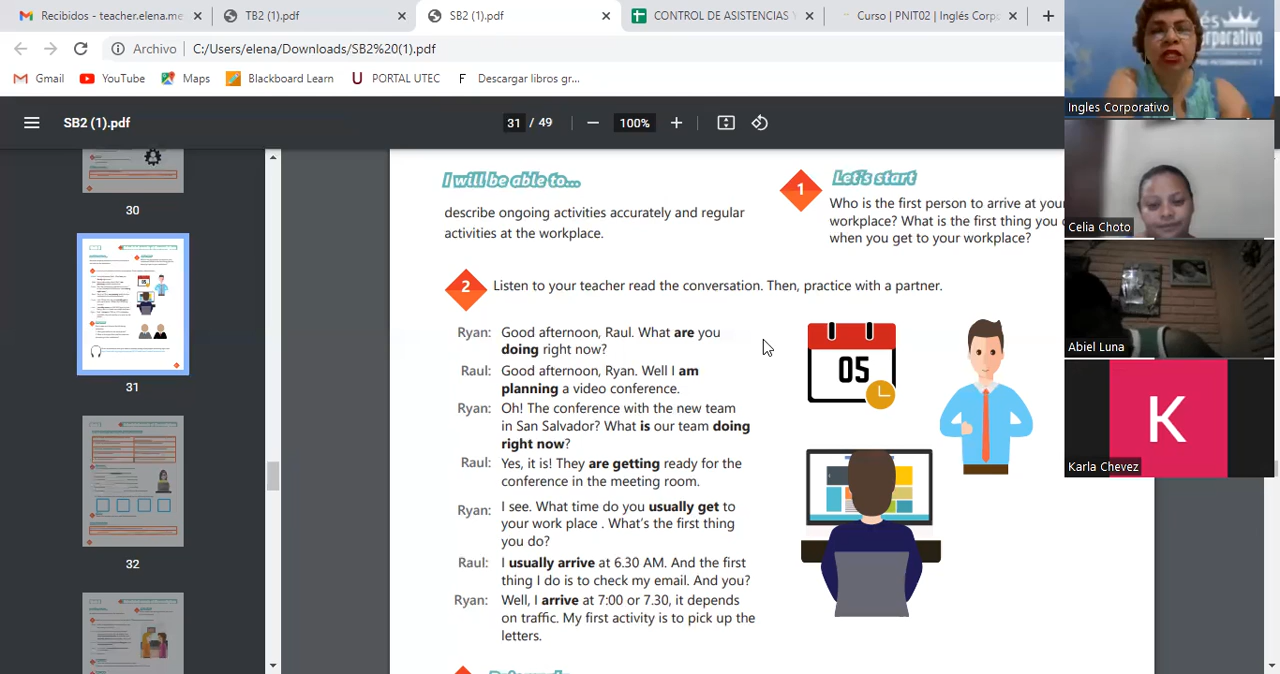 Recibidos - teacher.elena.me
TB2 (1).pdf
SB2 (1).pdf
CONTROL DE ASISTENCIAS Y
Curso | PNIT02 | Inglés Corp
Archivo
C:/Users/elena/Downloads/SB2%20(1).pdf
Gmail
YouTube
Maps
Blackboard Learn
U PORTAL UTEC
F Descargar libros gr...
SB2 (1).pdf
31 / 49
100%
30
31
32
I will be able to...
describe ongoing activities accurately and regular
activities at the workplace.
1
Let's start
Who is the first person to arrive at your
workplace? What is the first thing you
when you get to your workplace?
2
Listen to your teacher read the conversation. Then, practice with a partner.
Ryan: Good afternoon, Raul. What are you
doing right now?
Raul: Good afternoon, Ryan. Well I am
planning a video conference.
Ryan: Oh! The conference with the new team
in San Salvador? What is our team doing
right now?
Raul: Yes, it is! They are getting ready for the
conference in the meeting room.
Ryan: I see. What time do you usually get to
your work place . What's the first thing
you do?
Raul: I usually arrive at 6.30 AM. And the first
thing I do is to check my email. And you?
Ryan: Well, I arrive at 7:00 or 7.30, it depends
on traffic. My first activity is to pick up the
letters.
05
és
orporativo
Ingles Corporativo
Celia Choto
Abiel Luna
K
Karla Chevez